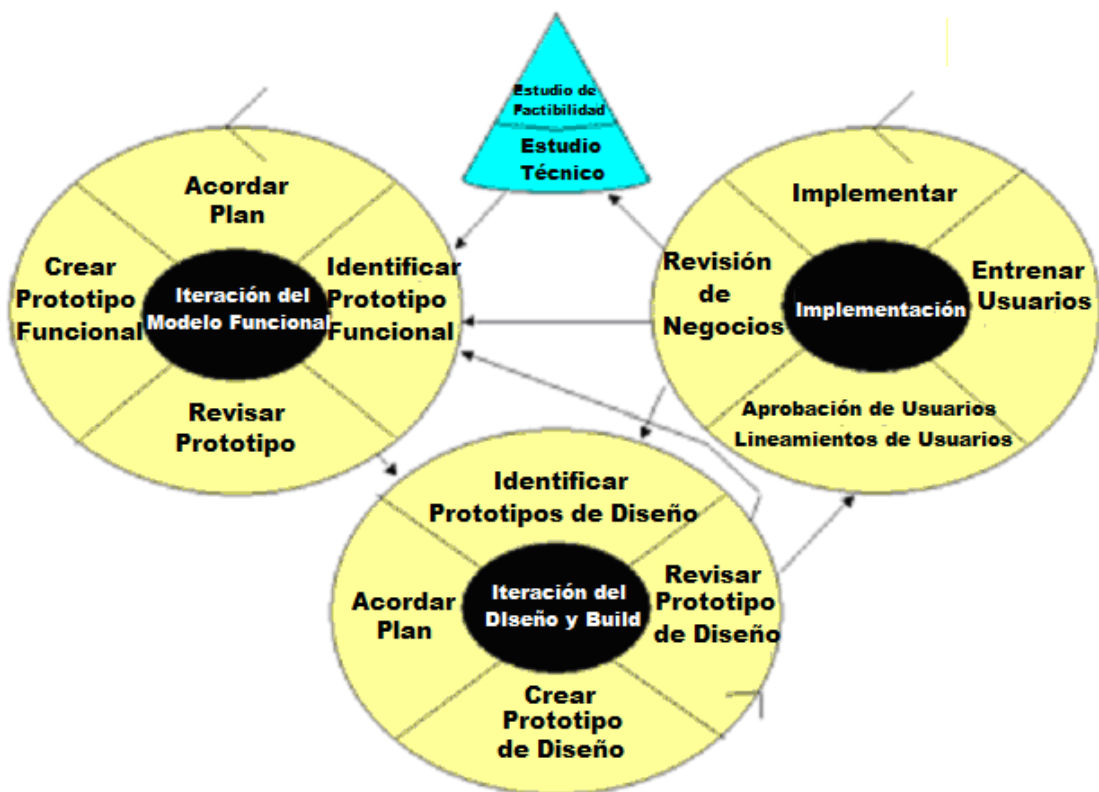 Estudio de
Factibilidad
Estudio
Técnico
Acordar
Plan
Crear
Prototipo
Funcional
Iteración del
Modelo Funcional
Identificar
Prototipo
Funcional
Revisar
Prototipo
Implementar
Revisión
de
Negocios
Implementación
Entrenar
Usuarios
Aprobación de Usuarios
Lineamientos de Usuarios
Identificar
Prototipos de Diseño
Acordar
Plan
Iteración del
DIseño y Build
Revisar
Prototipo
de Diseño
Crear
Prototipo
de Diseño